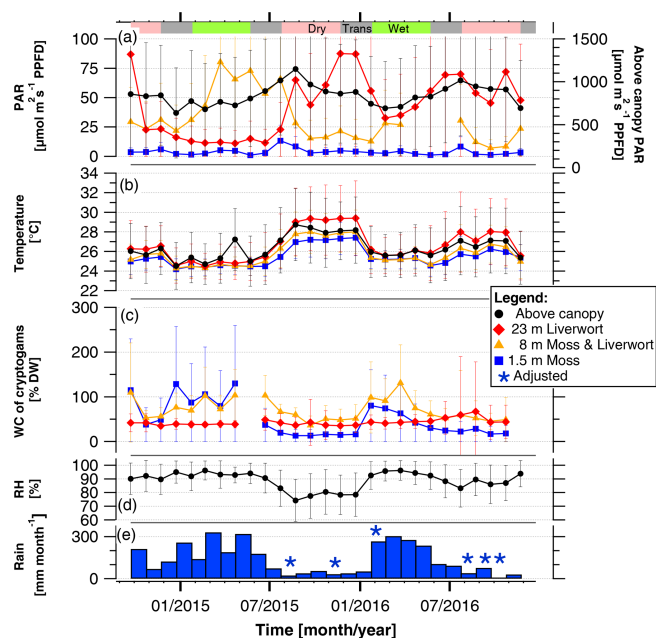 Dry Trans Wet
(a)
PAR
[µmol m⁻² s⁻¹ PPFD]
100
75
50
25
0
1500
1000
500
0
Above canopy PAR
[µmol m⁻² s⁻¹ PPFD]
(b)
Temperature
[°C]
34
32
30
28
26
24
22
Legend:
Above canopy
23 m Liverwort
8 m Moss & Liverwort
1.5 m Moss
Adjusted
(c)
WC of cryptogams
[% DW]
300
200
100
0
(d)
RH
[%]
100
90
80
70
60
(e)
Rain
[mm month⁻¹]
300
0
01/2015 07/2015 01/2016 07/2016
Time [month/year]